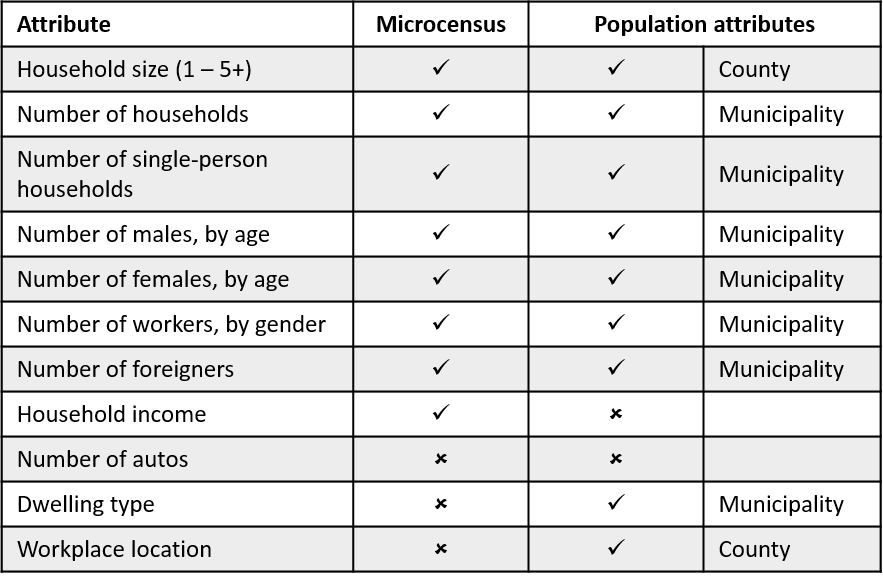 Attribute Microcensus Population attributes
Household size (1 – 5+) ✓ ✓ County
Number of households ✓ ✓ Municipality
Number of single-person
households ✓ ✓ Municipality
Number of males, by age ✓ ✓ Municipality
Number of females, by age ✓ ✓ Municipality
Number of workers, by gender ✓ ✓ Municipality
Number of foreigners ✓ ✓ Municipality
Household income ✓ ×
Number of autos × ×
Dwelling type × ✓ Municipality
Workplace location × ✓ County